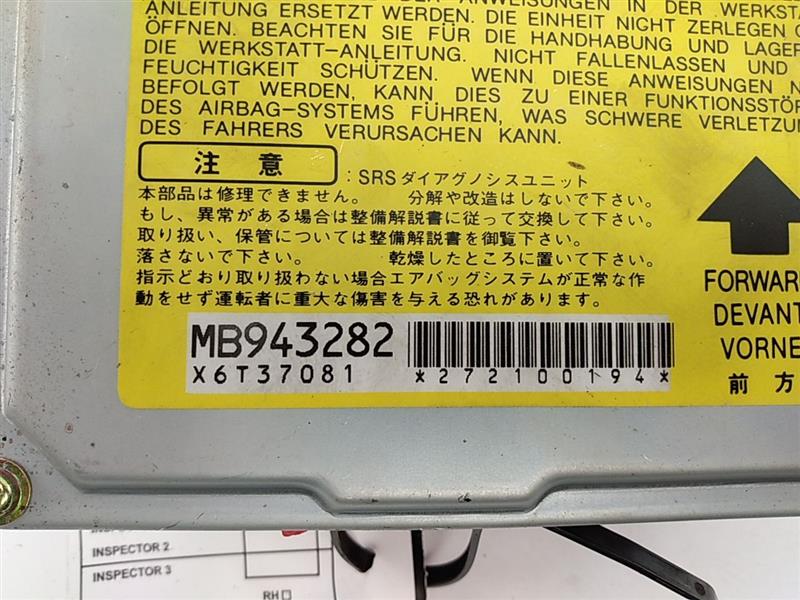 DER ANWEISUNGEN IN DER WERKSTA
ANLEITUNG ERSETZT WERDEN. DIE EINHEIT NICHT ZERLEGEN O
ÖFFNEN. BEACHTEN SIE FÜR DIE HANDHABUNG UND LAGER
DIE WERKSTATT-ANLEITUNG. NICHT FALLENLASSEN UND
FEUCHTIGKEIT SCHÜTZEN. WENN DIESE ANWEISUNGEN N
BEFOLGT WERDEN, KANN DIES ZU EINER FUNKTIONSSTÖR
DES AIRBAG-SYSTEMS FÜHREN, WAS SCHWERE VERLETZUN
DES FAHRERS VERURSACHEN KANN.
注意 : SRSダイアグノシスユニット
本部品は修理できません。 分解や改造はしないで下さい。
もし、異常がある場合は整備解説書に従って交換して下さい。
取り扱い、保管については整備解説書を御覧下さい。
落さないで下さい。 乾燥したところに置いて下さい。
指示どおり取り扱わない場合エアバッグシステムが正常な作
動をせず運転者に重大な傷害を与える恐れがあります。
FORWAR
DEVANT
VORNE
前方
MB943282
X6T37081
*272100194*
INSPECTOR 2
INSPECTOR 3
RH